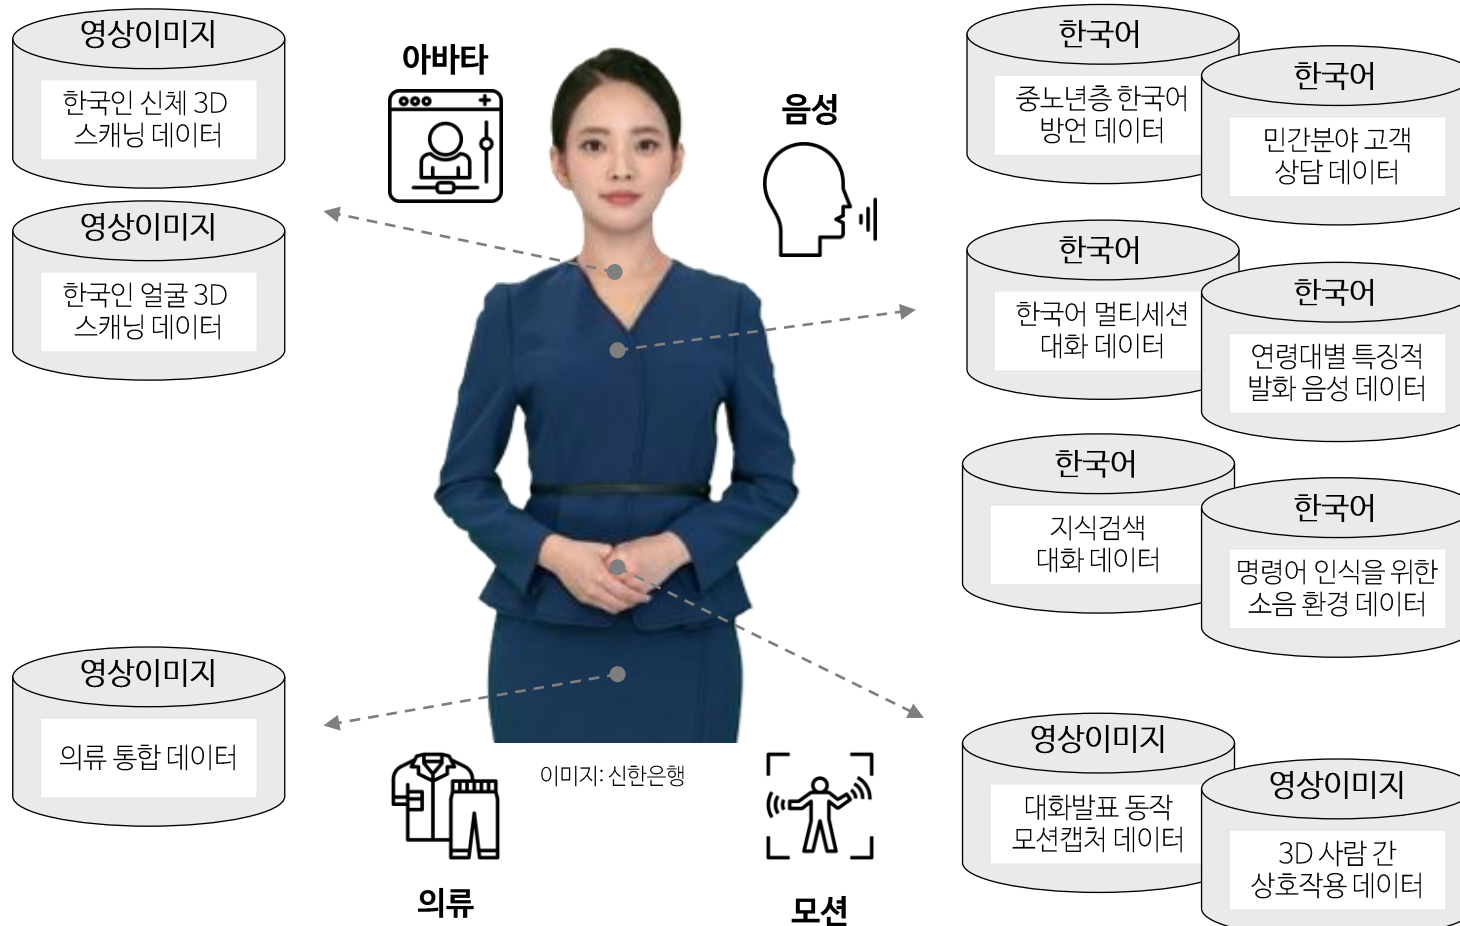 영상이미지
한국인 신체 3D
스캐닝 데이터
영상이미지
한국인 얼굴 3D
스캐닝 데이터
아바타
음성
한국어
중노년층 한국어
방언 데이터
한국어
민간분야 고객
상담 데이터
한국어
한국어 멀티세션
대화 데이터
한국어
연령대별 특징적
발화 음성 데이터
한국어
지식검색
대화 데이터
한국어
명령어 인식을 위한
소음 환경 데이터
영상이미지
의류 통합 데이터
의류
이미지: 신한은행
모션
영상이미지
대화발표 동작
모션캡처 데이터
영상이미지
3D 사람 간
상호작용 데이터